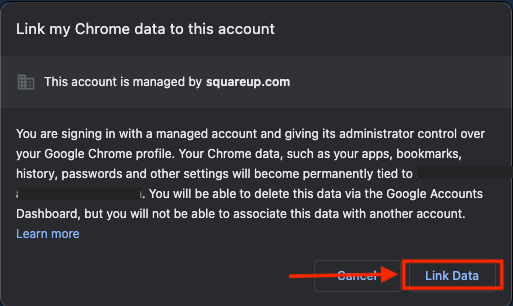 Link my Chrome data to this account
This account is managed by squareup.com
You are signing in with a managed account and giving its administrator control over
your Google Chrome profile. Your Chrome data, such as your apps, bookmarks,
history, passwords and other settings will become permanently tied to
. You will be able to delete this data via the Google Accounts
Dashboard, but you will not be able to associate this data with another account.
Learn more
Cancel Link Data